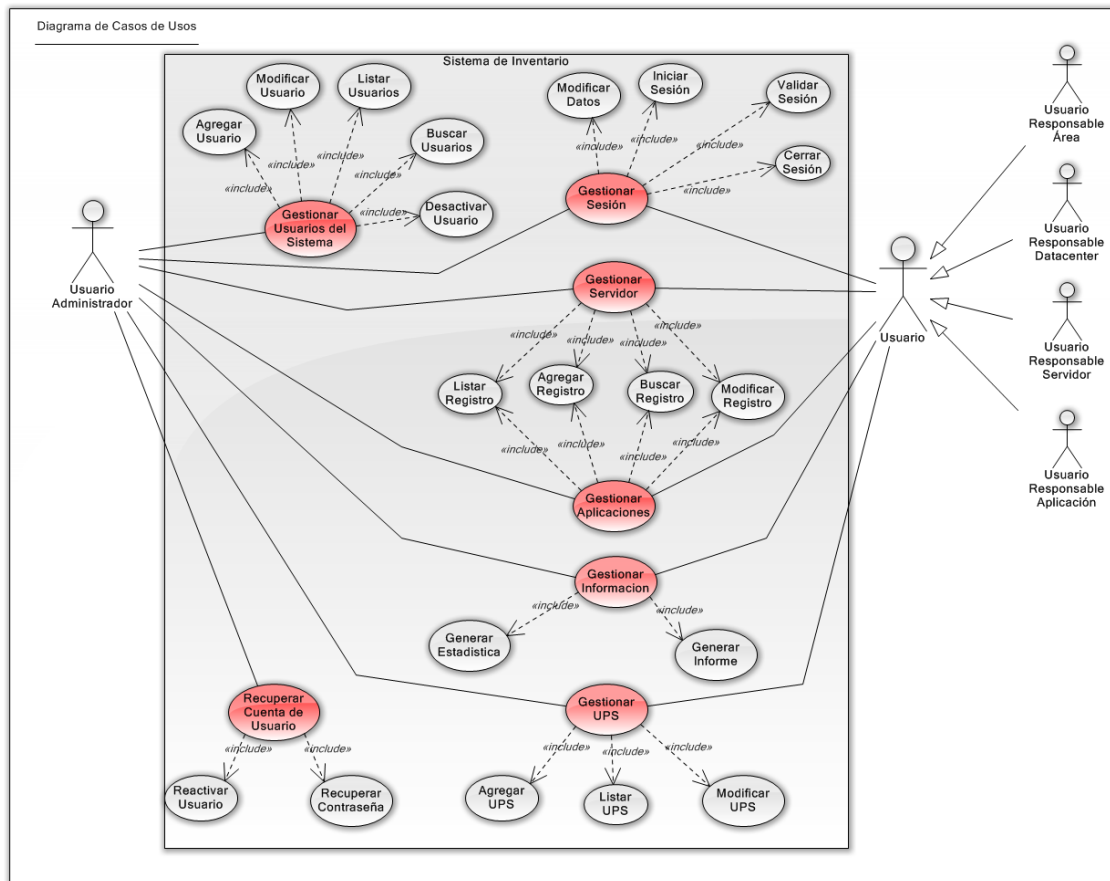 Diagrama de Casos de Usos
Sistema de Inventario
Modificar
Usuario
Listar
Usuarios
Agregar
Usuario
Buscar
Usuarios
Desactivar
Usuario
«include»
«include»
«include»
«include»
«include»
Gestionar
Usuarios del
Sistema
Modificar
Datos
Iniciar
Sesión
Validar
Sesión
Cerrar
Sesión
«include»
«include»
«include»
«include»
Gestionar
Sesión
Usuario
Administrador
Gestionar
Servidor
«include»
«include»
«include»
«include»
Listar
Registro
Agregar
Registro
Buscar
Registro
Modificar
Registro
«include»
«include»
«include»
«include»
Gestionar
Aplicaciones
Gestionar
Informacion
«include»
«include»
Generar
Estadistica
Generar
Informe
Recuperar
Cuenta de
Usuario
«include»
«include»
Reactivar
Usuario
Recuperar
Contraseña
Gestionar
UPS
«include»
«include»
«include»
Agregar
UPS
Listar
UPS
Modificar
UPS
Usuario
Usuario
Responsable
Área
Usuario
Responsable
Datacenter
Usuario
Responsable
Servidor
Usuario
Responsable
Aplicación